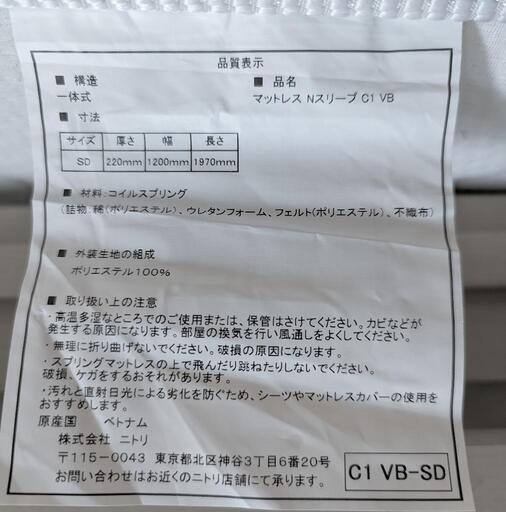 品質表示
■ 構造
■ 品名
一体式
マットレス Nスリープ C1 VB
■ 寸法
サイズ 厚さ 幅 長さ
SD 220mm 1200mm 1970mm
■ 材料:コイルスプリング
(詰物:綿(ポリエステル)、ウレタンフォーム、フェルト(ポリエステル)、不織布)
■ 外装生地の組成
ポリエステル100%
■ 取り扱い上の注意
・高温多湿なところでのご使用または、保管はさけてください。カビなどが
発生する原因になります。部屋の換気を行い風通しをよくしてください。
・無理に折り曲げないでください。破損の原因になります。
・スプリングマットレスの上で飛んだり跳ねたりしないでください。
破損、ケガをするおそれがあります。
・汚れと直射日光による劣化を防ぐため、シーツやマットレスカバーの使用を
おすすめします。
原産国 ベトナム
株式会社 ニトリ
〒115-0043 東京都北区神谷3丁目6番20号
お問い合わせはお近くのニトリ店舗にて承ります。
C1 VB-SD